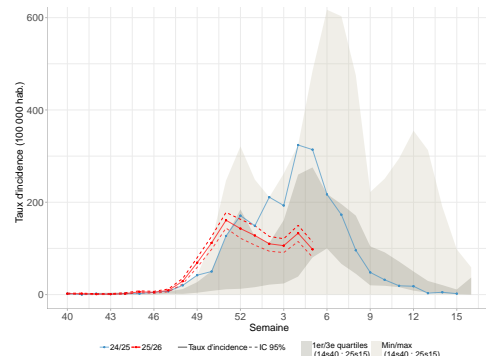 600
400
200
0
Taux d'incidence (100 000 hab.)
40 43 46 49 52 3 6 9 12 15
Semaine
24/25 25/26 Taux d'incidence IC 95% 1er/3e quartiles Min/max
(14s40 : 25s15) (14s40 : 25s15)